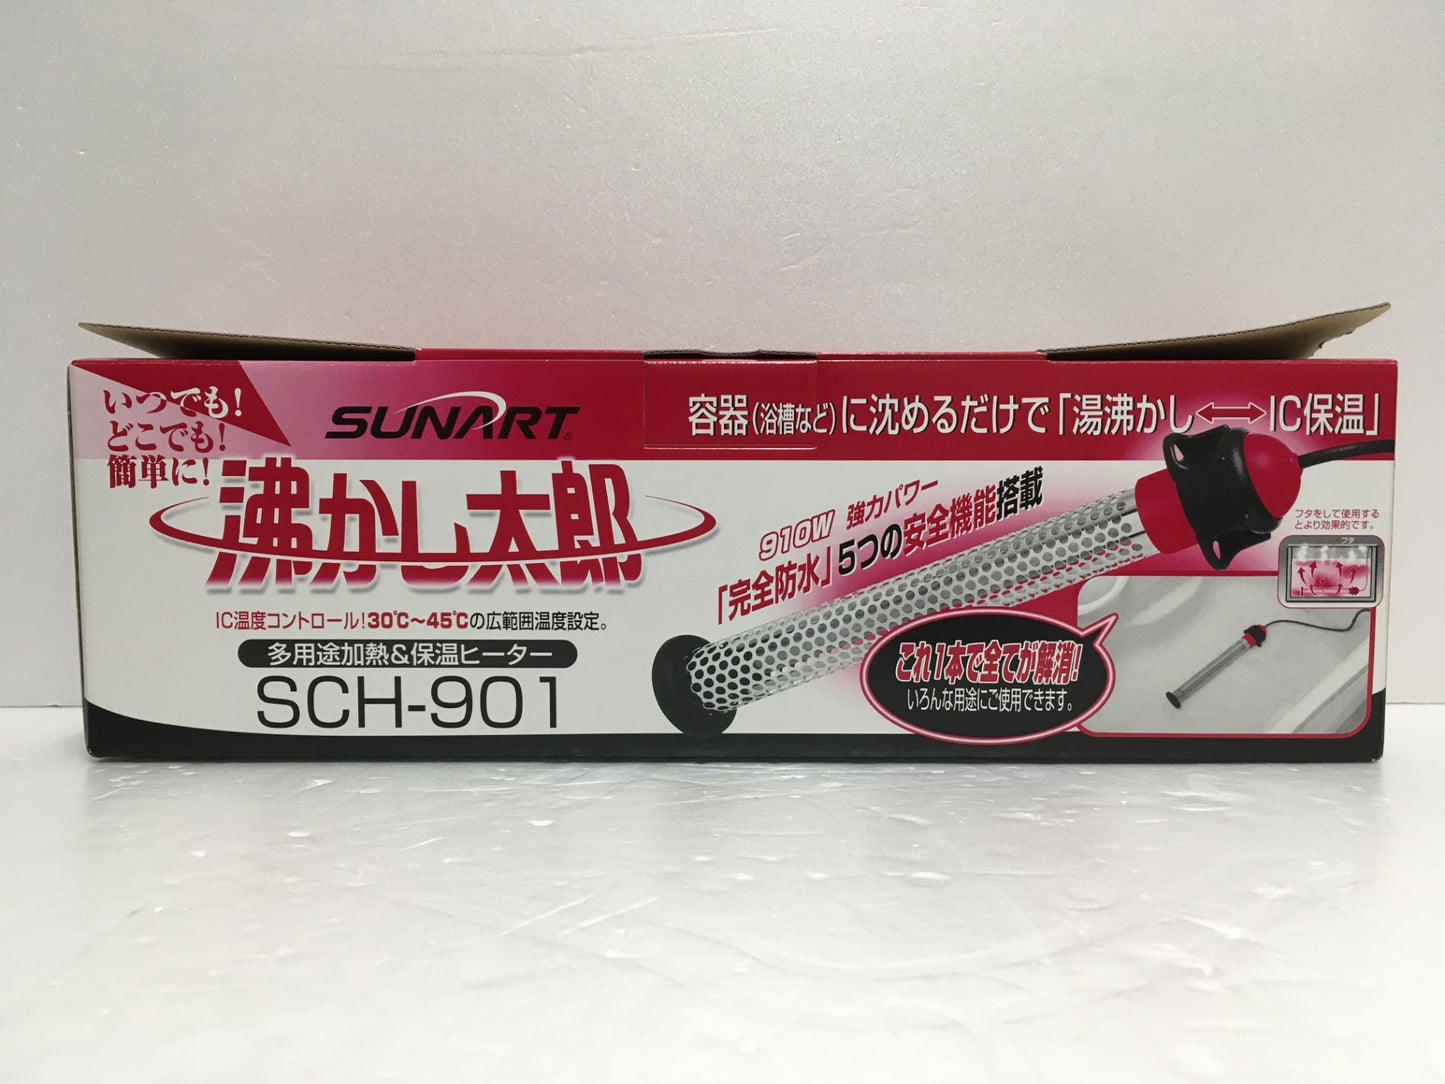 いつでも!
どこでも!
簡単に!
SUNART®
容器(浴槽など)に沈めるだけで「湯沸かし⟷IC保温」
沸かし太郎
IC温度コントロール!30℃〜45℃の広範囲温度設定。
多用途加熱&保温ヒーター
SCH-901
910W 強力パワー
「完全防水」5つの安全機能搭載
これ1本で全てが解消!!
いろんな用途にご使用できます。
フタをして使用する
とより効果的です。
フタ